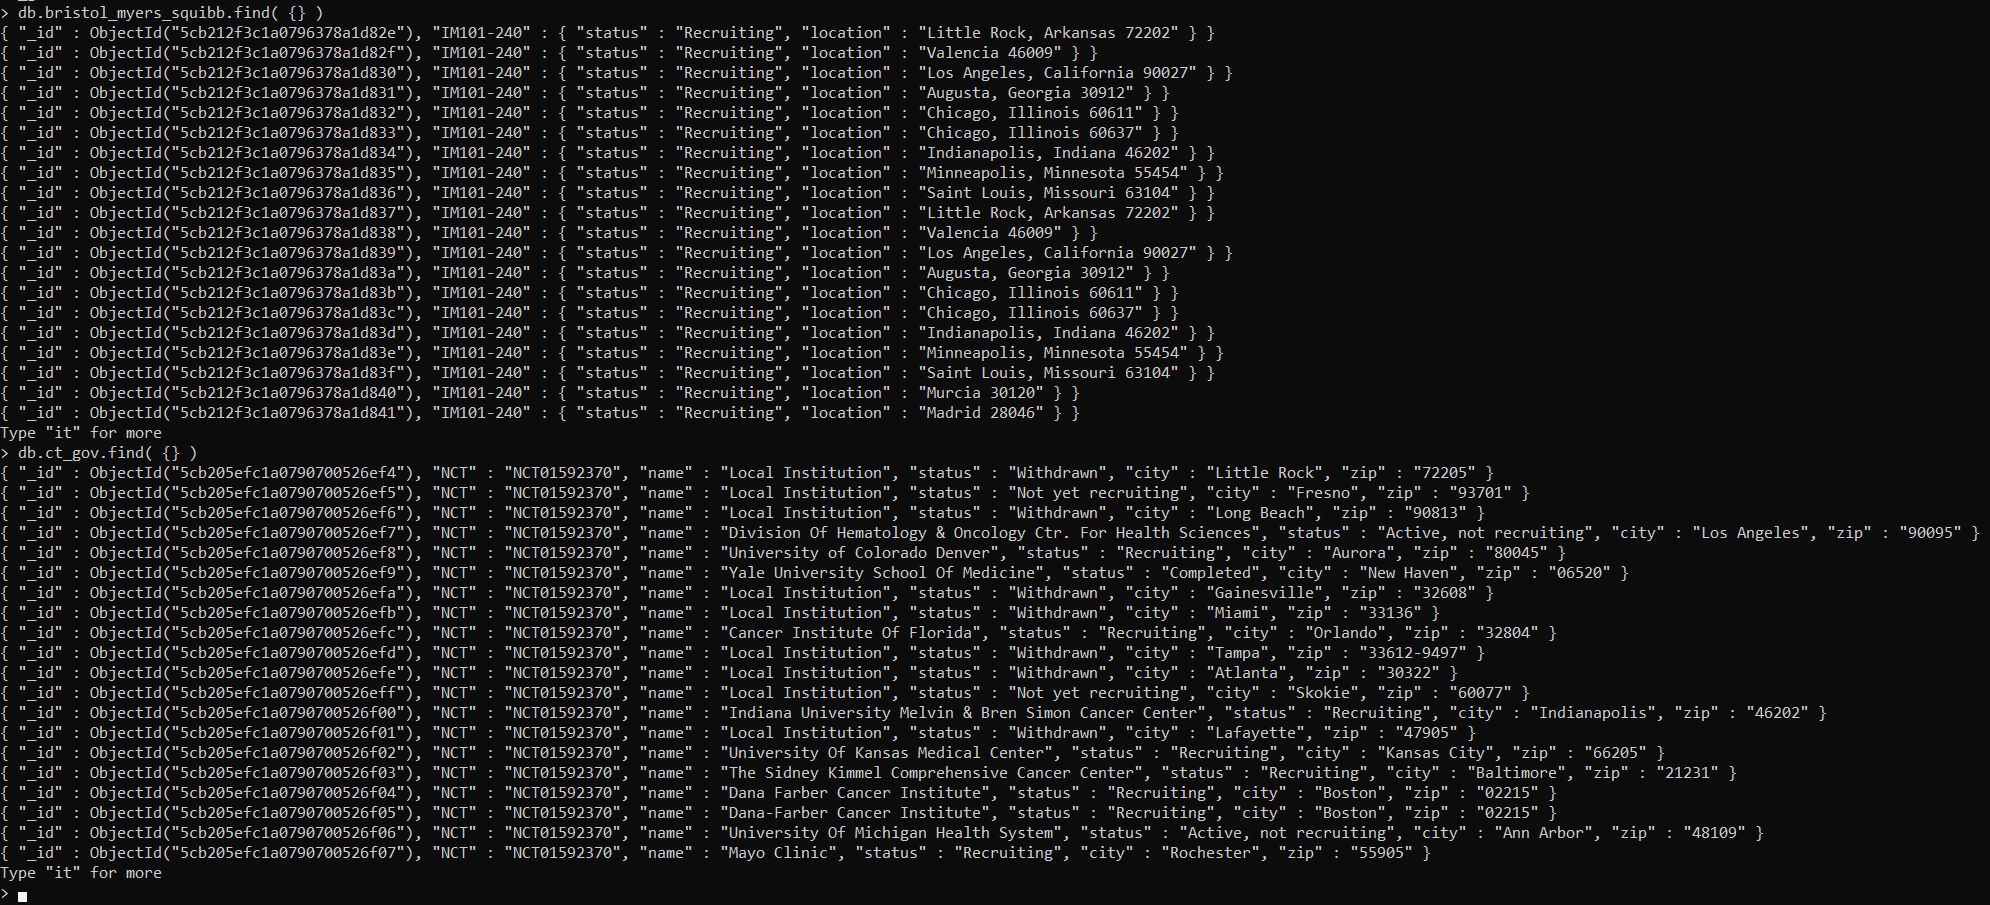 > db.bristol_myers_squibb.find( {} )
{ "_id" : ObjectId("5cb212f3c1a0796378a1d82e"), "IM101-240" : { "status" : "Recruiting", "location" : "Little Rock, Arkansas 72202" } }
{ "_id" : ObjectId("5cb212f3c1a0796378a1d82f"), "IM101-240" : { "status" : "Recruiting", "location" : "Valencia 46009" } }
{ "_id" : ObjectId("5cb212f3c1a0796378a1d830"), "IM101-240" : { "status" : "Recruiting", "location" : "Los Angeles, California 90027" } }
{ "_id" : ObjectId("5cb212f3c1a0796378a1d831"), "IM101-240" : { "status" : "Recruiting", "location" : "Augusta, Georgia 30912" } }
{ "_id" : ObjectId("5cb212f3c1a0796378a1d832"), "IM101-240" : { "status" : "Recruiting", "location" : "Chicago, Illinois 60611" } }
{ "_id" : ObjectId("5cb212f3c1a0796378a1d833"), "IM101-240" : { "status" : "Recruiting", "location" : "Chicago, Illinois 60637" } }
{ "_id" : ObjectId("5cb212f3c1a0796378a1d834"), "IM101-240" : { "status" : "Recruiting", "location" : "Indianapolis, Indiana 46202" } }
{ "_id" : ObjectId("5cb212f3c1a0796378a1d835"), "IM101-240" : { "status" : "Recruiting", "location" : "Minneapolis, Minnesota 55454" } }
{ "_id" : ObjectId("5cb212f3c1a0796378a1d836"), "IM101-240" : { "status" : "Recruiting", "location" : "Saint Louis, Missouri 63104" } }
{ "_id" : ObjectId("5cb212f3c1a0796378a1d837"), "IM101-240" : { "status" : "Recruiting", "location" : "Little Rock, Arkansas 72202" } }
{ "_id" : ObjectId("5cb212f3c1a0796378a1d838"), "IM101-240" : { "status" : "Recruiting", "location" : "Valencia 46009" } }
{ "_id" : ObjectId("5cb212f3c1a0796378a1d839"), "IM101-240" : { "status" : "Recruiting", "location" : "Los Angeles, California 90027" } }
{ "_id" : ObjectId("5cb212f3c1a0796378a1d83a"), "IM101-240" : { "status" : "Recruiting", "location" : "Augusta, Georgia 30912" } }
{ "_id" : ObjectId("5cb212f3c1a0796378a1d83b"), "IM101-240" : { "status" : "Recruiting", "location" : "Chicago, Illinois 60611" } }
{ "_id" : ObjectId("5cb212f3c1a0796378a1d83c"), "IM101-240" : { "status" : "Recruiting", "location" : "Chicago, Illinois 60637" } }
{ "_id" : ObjectId("5cb212f3c1a0796378a1d83d"), "IM101-240" : { "status" : "Recruiting", "location" : "Indianapolis, Indiana 46202" } }
{ "_id" : ObjectId("5cb212f3c1a0796378a1d83e"), "IM101-240" : { "status" : "Recruiting", "location" : "Minneapolis, Minnesota 55454" } }
{ "_id" : ObjectId("5cb212f3c1a0796378a1d83f"), "IM101-240" : { "status" : "Recruiting", "location" : "Saint Louis, Missouri 63104" } }
{ "_id" : ObjectId("5cb212f3c1a0796378a1d840"), "IM101-240" : { "status" : "Recruiting", "location" : "Murcia 30120" } }
{ "_id" : ObjectId("5cb212f3c1a0796378a1d841"), "IM101-240" : { "status" : "Recruiting", "location" : "Madrid 28046" } }
Type "it" for more
> db.ct_gov.find( {} )
{ "_id" : ObjectId("5cb205efc1a0790700526ef4"), "NCT" : "NCT01592370", "name" : "Local Institution", "status" : "Withdrawn", "city" : "Little Rock", "zip" : "72205" }
{ "_id" : ObjectId("5cb205efc1a0790700526ef5"), "NCT" : "NCT01592370", "name" : "Local Institution", "status" : "Not yet recruiting", "city" : "Fresno", "zip" : "93701" }
{ "_id" : ObjectId("5cb205efc1a0790700526ef6"), "NCT" : "NCT01592370", "name" : "Local Institution", "status" : "Withdrawn", "city" : "Long Beach", "zip" : "90813" }
{ "_id" : ObjectId("5cb205efc1a0790700526ef7"), "NCT" : "NCT01592370", "name" : "Division Of Hematology & Oncology Ctr. For Health Sciences", "status" : "Active, not recruiting", "city" : "Los Angeles", "zip" : "90095" }
{ "_id" : ObjectId("5cb205efc1a0790700526ef8"), "NCT" : "NCT01592370", "name" : "University of Colorado Denver", "status" : "Recruiting", "city" : "Aurora", "zip" : "80045" }
{ "_id" : ObjectId("5cb205efc1a0790700526ef9"), "NCT" : "NCT01592370", "name" : "Yale University School Of Medicine", "status" : "Completed", "city" : "New Haven", "zip" : "06520" }
{ "_id" : ObjectId("5cb205efc1a0790700526efa"), "NCT" : "NCT01592370", "name" : "Local Institution", "status" : "Withdrawn", "city" : "Gainesville", "zip" : "32608" }
{ "_id" : ObjectId("5cb205efc1a0790700526efb"), "NCT" : "NCT01592370", "name" : "Local Institution", "status" : "Withdrawn", "city" : "Miami", "zip" : "33136" }
{ "_id" : ObjectId("5cb205efc1a0790700526efc"), "NCT" : "NCT01592370", "name" : "Cancer Institute Of Florida", "status" : "Recruiting", "city" : "Orlando", "zip" : "32804" }
{ "_id" : ObjectId("5cb205efc1a0790700526efd"), "NCT" : "NCT01592370", "name" : "Local Institution", "status" : "Withdrawn", "city" : "Tampa", "zip" : "33612-9497" }
{ "_id" : ObjectId("5cb205efc1a0790700526efe"), "NCT" : "NCT01592370", "name" : "Local Institution", "status" : "Withdrawn", "city" : "Atlanta", "zip" : "30322" }
{ "_id" : ObjectId("5cb205efc1a0790700526eff"), "NCT" : "NCT01592370", "name" : "Local Institution", "status" : "Not yet recruiting", "city" : "Skokie", "zip" : "60077" }
{ "_id" : ObjectId("5cb205efc1a0790700526f00"), "NCT" : "NCT01592370", "name" : "Indiana University Melvin & Bren Simon Cancer Center", "status" : "Recruiting", "city" : "Indianapolis", "zip" : "46202" }
{ "_id" : ObjectId("5cb205efc1a0790700526f01"), "NCT" : "NCT01592370", "name" : "Local Institution", "status" : "Withdrawn", "city" : "Lafayette", "zip" : "47905" }
{ "_id" : ObjectId("5cb205efc1a0790700526f02"), "NCT" : "NCT01592370", "name" : "University Of Kansas Medical Center", "status" : "Recruiting", "city" : "Kansas City", "zip" : "66205" }
{ "_id" : ObjectId("5cb205efc1a0790700526f03"), "NCT" : "NCT01592370", "name" : "The Sidney Kimmel Comprehensive Cancer Center", "status" : "Recruiting", "city" : "Baltimore", "zip" : "21231" }
{ "_id" : ObjectId("5cb205efc1a0790700526f04"), "NCT" : "NCT01592370", "name" : "Dana Farber Cancer Institute", "status" : "Recruiting", "city" : "Boston", "zip" : "02215" }
{ "_id" : ObjectId("5cb205efc1a0790700526f05"), "NCT" : "NCT01592370", "name" : "Dana-Farber Cancer Institute", "status" : "Recruiting", "city" : "Boston", "zip" : "02215" }
{ "_id" : ObjectId("5cb205efc1a0790700526f06"), "NCT" : "NCT01592370", "name" : "University Of Michigan Health System", "status" : "Active, not recruiting", "city" : "Ann Arbor", "zip" : "48109" }
{ "_id" : ObjectId("5cb205efc1a0790700526f07"), "NCT" : "NCT01592370", "name" : "Mayo Clinic", "status" : "Recruiting", "city" : "Rochester", "zip" : "55905" }
Type "it" for more
>